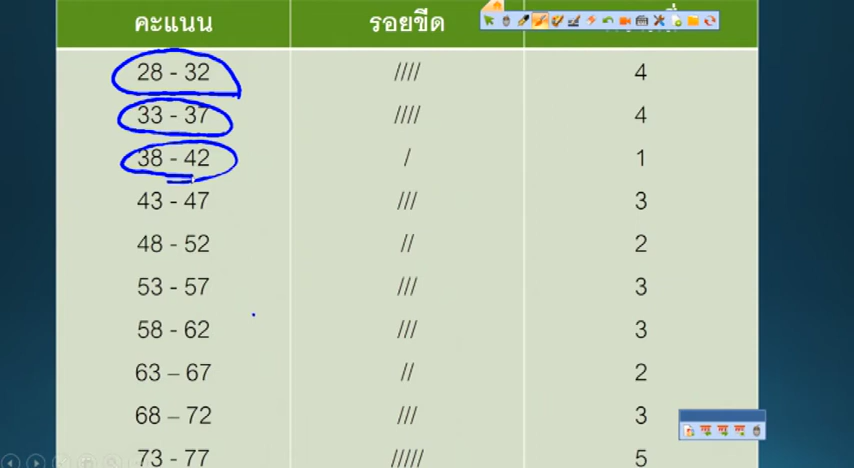 คะแนน รอยขีด
28 - 32 //// 4
33 - 37 //// 4
38 - 42 / 1
43 - 47 /// 3
48 - 52 // 2
53 - 57 /// 3
58 - 62 /// 3
63 – 67 // 2
68 – 72 /// 3
73 - 77 ///// 5